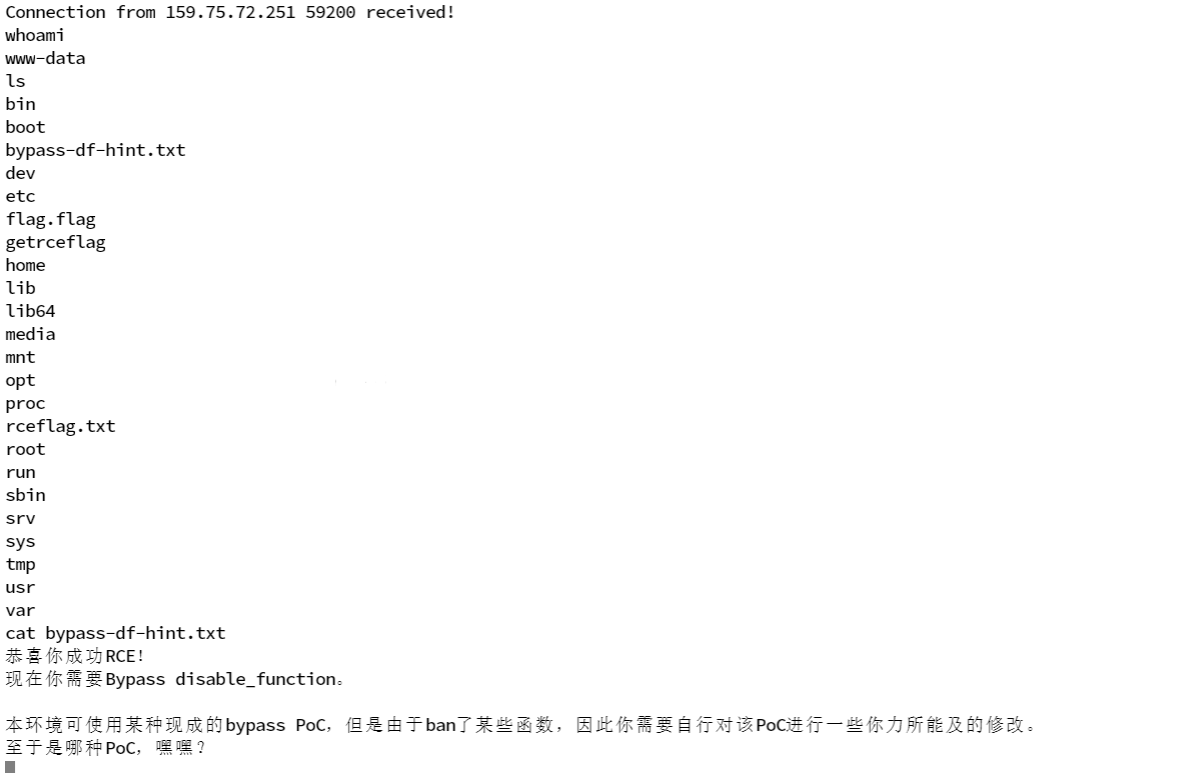 Connection from 159.75.72.251 59200 received!
whoami
www-data
ls
bin
boot
bypass-df-hint.txt
dev
etc
flag.flag
getrceflag
home
lib
lib64
media
mnt
opt
proc
rceflag.txt
root
run
sbin
srv
sys
tmp
usr
var
cat bypass-df-hint.txt
恭喜你成功RCE!
现在你需要Bypass disable_function。
本环境可使用某种现成的bypass PoC，但是由于ban了某些函数，因此你需要自行对该PoC进行一些你力所能及的修改。
至于是哪种PoC，嘿嘿？